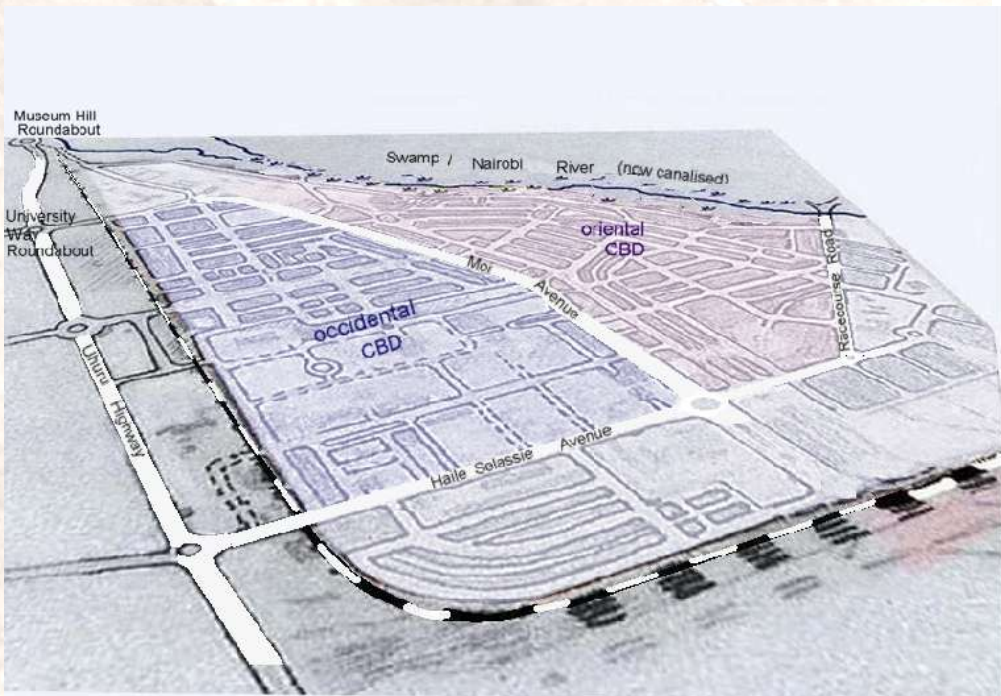 Museum Hill
Roundabout
Swamp / Nairobi River (now canalised)
University
Way
Roundabout
oriental
CBD
Moi Avenue
Racecourse Road
occidental
CBD
Uhuru Highway
Haile Selassie Avenue